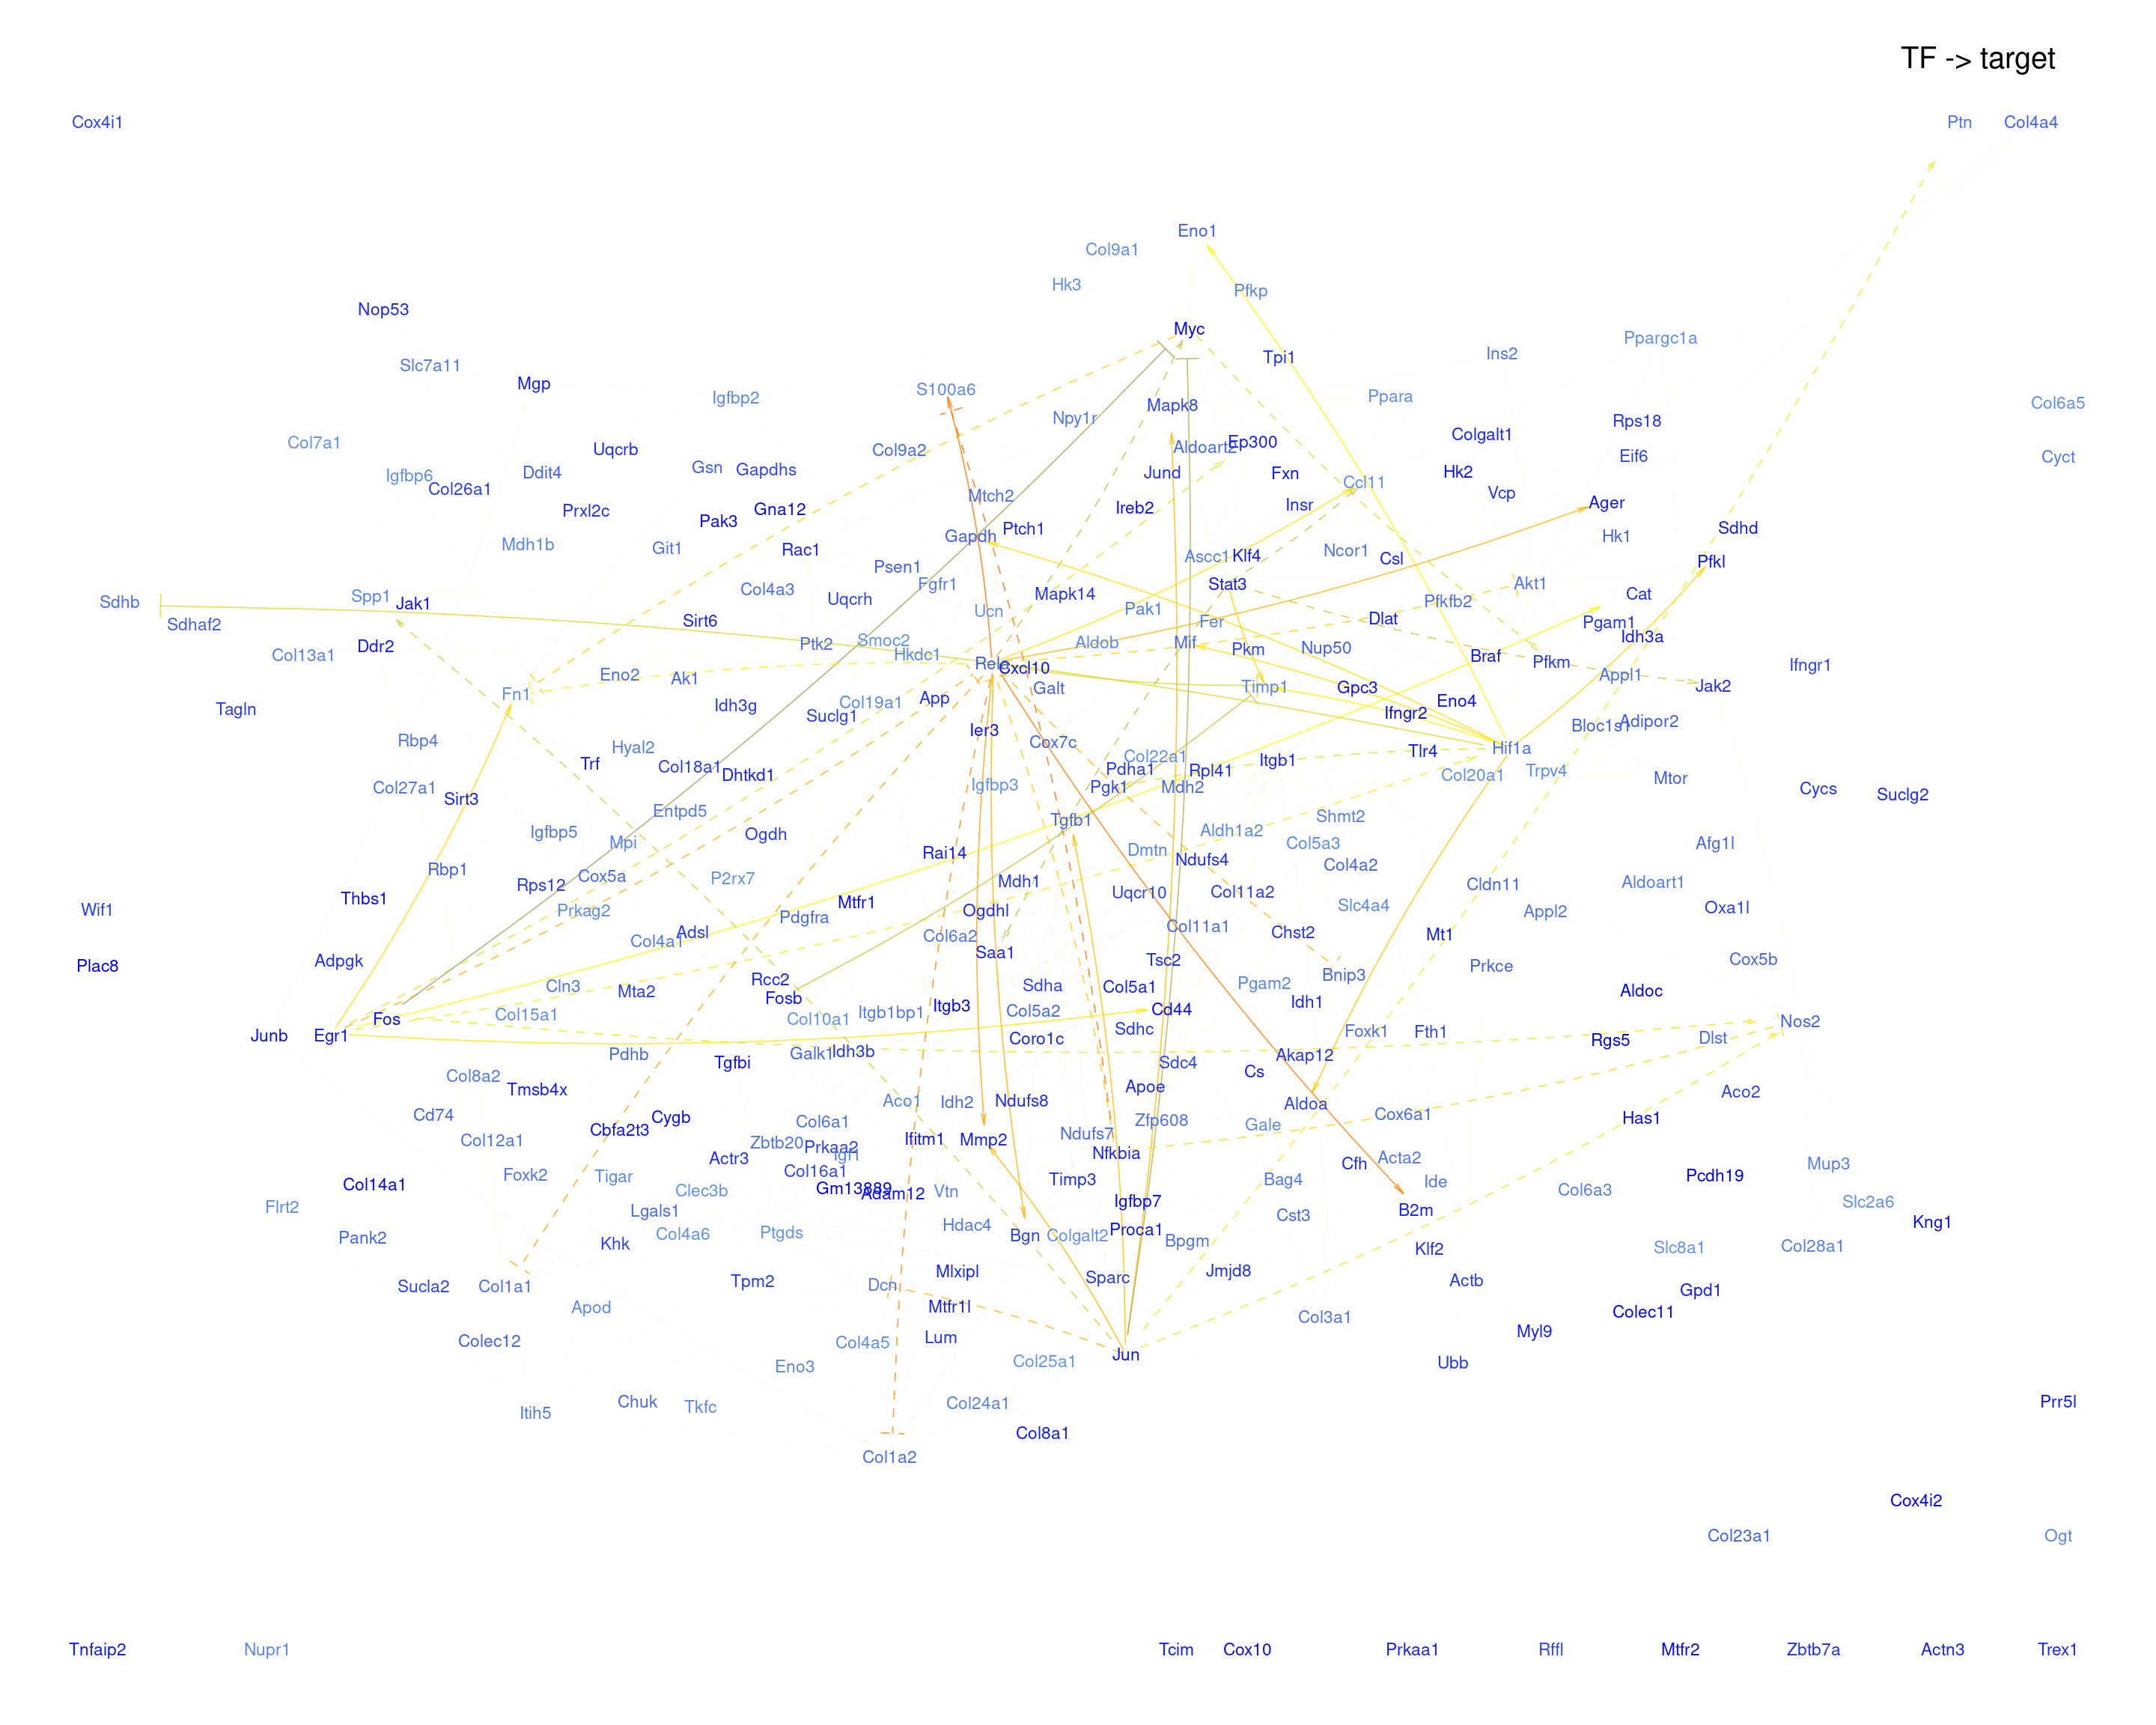 TF -> target
Cox4i1
Ptn
Col4a4
Eno1
Col9a1
Hk3
Pfkp
Nop53
Myc
Ppargc1a
Ins2
Tpi1
Slc7a11
Mgp
S100a6
Igfbp2
Ppara
Col6a5
Mapk8
Npy1r
Rps18
Colgalt1
Col7a1
Ep300
Aldoart2
Uqcrb
Col9a2
Eif6
Cyct
Gsn
Gapdhs
Jund
Fxn
Hk2
Ddit4
Igfbp6
Ccl11
Col26a1
Vcp
Mtch2
Ager
Insr
Ireb2
Gna12
Prxl2c
Pak3
Ptch1
Sdhd
Gapdh
Hk1
Mdh1b
Git1
Rac1
Ncor1
Ascc1
Klf4
Csl
Pfkl
Psen1
Fgfr1
Stat3
Akt1
Col4a3
Mapk14
Cat
Spp1
Uqcrh
Pfkfb2
Sdhb
Jak1
Pak1
Ucn
Sirt6
Fer
Dlat
Pgam1
Sdhaf2
Idh3a
Smoc2
Aldob
Mif
Ptk2
Ddr2
Pkm
Nup50
Hkdc1
Col13a1
Braf
Pfkm
Rela
Cxcl10
Ifngr1
Eno2
Ak1
Appl1
Galt
Timp1
Gpc3
Jak2
Fn1
App
Col19a1
Eno4
Idh3g
Tagln
Suclg1
Ifngr2
Adipor2
Bloc1s1
Ier3
Rbp4
Cox7c
Hyal2
Hif1a
Tlr4
Col22a1
Itgb1
Trf
Col18a1
Pdha1
Rpl41
Trpv4
Dhtkd1
Col20a1
Mtor
Igfbp3
Pgk1
Mdh2
Col27a1
Cycs
Suclg2
Sirt3
Entpd5
Shmt2
Tgfb1
Igfbp5
Aldh1a2
Ogdh
Mpi
Col5a3
Afg1l
Rai14
Dmtn
Ndufs4
Col4a2
Rbp1
Cox5a
P2rx7
Mdh1
Aldoart1
Rps12
Cldn11
Uqcr10
Col11a2
Thbs1
Mtfr1
Slc4a4
Wif1
Prkag2
Ogdhl
Appl2
Oxa1l
Pdgfra
Col11a1
Adsl
Chst2
Mt1
Col6a2
Col4a1
Saa1
Adpgk
Tsc2
Cox5b
Plac8
Prkce
Bnip3
Rcc2
Pgam2
Cln3
Sdha
Col5a1
Mta2
Aldoc
Fosb
Idh1
Itgb3
Cd44
Col5a2
Itgb1bp1
Col15a1
Fos
Col10a1
Nos2
Sdhc
Foxk1
Fth1
Junb
Egr1
Coro1c
Dlst
Rgs5
Pdhb
Galk1
Idh3b
Akap12
Tgfbi
Sdc4
Cs
Col8a2
Apoe
Tmsb4x
Aco2
Aco1
Idh2
Ndufs8
Aldoa
Cd74
Cygb
Cox6a1
Has1
Col6a1
Zfp608
Gale
Cbfa2t3
Ndufs7
Col12a1
Ifitm1
Mmp2
Zbtb20
Prkaa2
Nfkbia
Igf1
Actr3
Acta2
Cfh
Mup3
Col16a1
Foxk2
Tigar
Pcdh19
Timp3
Bag4
Ide
Col14a1
Gm13889
Clec3b
Vtn
Adam12
Col6a3
Igfbp7
Slc2a6
Flrt2
Lgals1
B2m
Cst3
Kng1
Hdac4
Proca1
Ptgds
Col4a6
Bgn
Colgalt2
Pank2
Bpgm
Khk
Klf2
Slc8a1
Col28a1
Mlxipl
Jmjd8
Sparc
Tpm2
Actb
Dcn
Sucla2
Col1a1
Gpd1
Apod
Mtfr1l
Colec11
Col3a1
Myl9
Lum
Colec12
Col4a5
Jun
Col25a1
Ubb
Eno3
Chuk
Col24a1
Prr5l
Tkfc
Itih5
Col8a1
Col1a2
Cox4i2
Col23a1
Ogt
Tnfaip2
Nupr1
Tcim
Cox10
Prkaa1
Rffl
Mtfr2
Zbtb7a
Actn3
Trex1